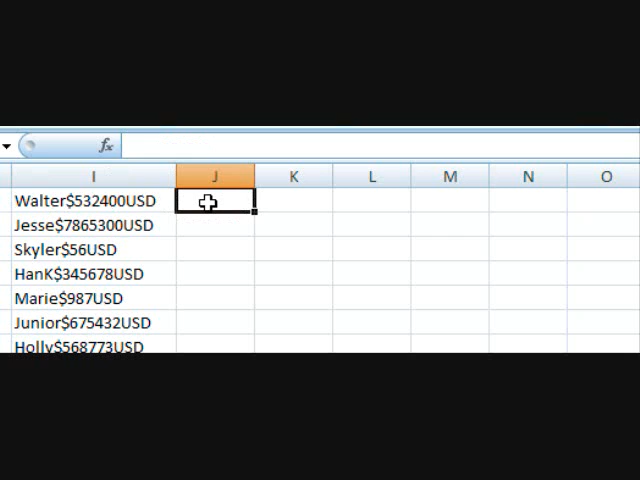 fx
I J K L M N O
Walter$532400USD
Jesse$7865300USD
Skyler$56USD
HanK$345678USD
Marie$987USD
Junior$675432USD
Holly$568773USD